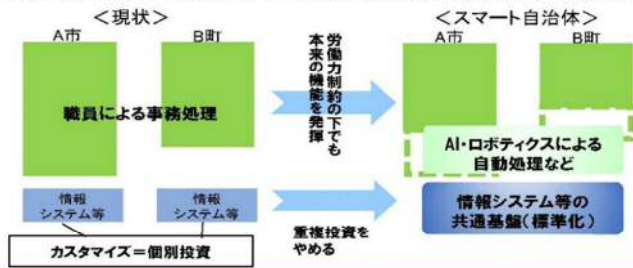 ＜現状＞
A市
B町
職員による事務処理
情報
システム等
情報
システム等
カスタマイズ＝個別投資
労働力制約の下でも
本来の機能を発揮
重複投資を
やめる
＜スマート自治体＞
A市
B町
AI・ロボティクスによる
自動処理など
情報システム等の
共通基盤（標準化）